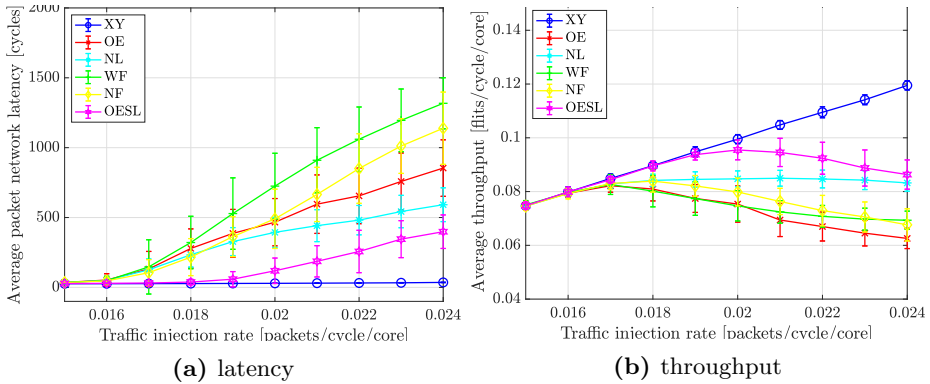 Average packet network latency [cycles]
2000
1500
1000
500
0
XY
OE
NL
WF
NF
OESL
0.016
0.018
0.02
0.022
0.024
Traffic injection rate [packets/cycle/core]
(a) latency
Average throughput [flits/cycle/core]
0.14
0.12
0.1
0.08
0.06
0.04
XY
OE
NL
WF
NF
OESL
0.016
0.018
0.02
0.022
0.024
Traffic injection rate [packets/cycle/core]
(b) throughput